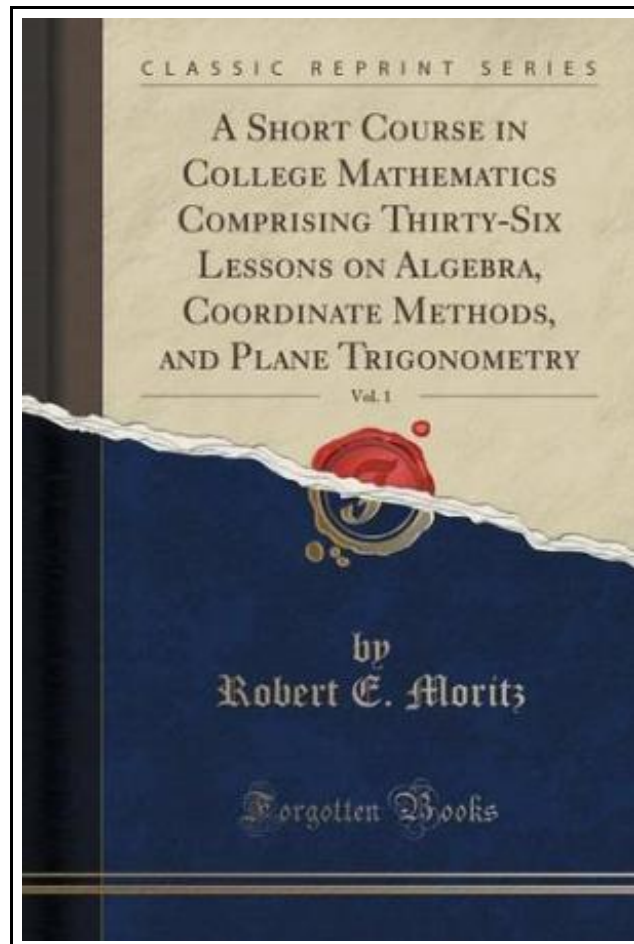 CLASSIC REPRINT SERIES
A SHORT COURSE IN
COLLEGE MATHEMATICS
COMPRISING THIRTY-SIX
LESSONS ON ALGEBRA,
COORDINATE METHODS,
AND PLANE TRIGONOMETRY
Vol. 1
F
by
Robert E. Moritz
Forgotten Books